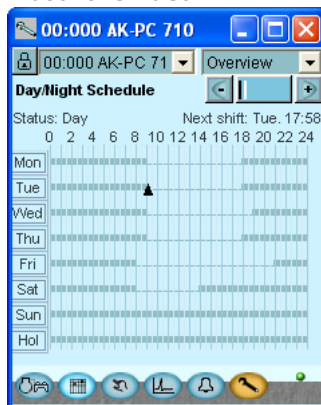 00:000 AK-PC 710
00:000 AK-PC 71 Overview
Day/Night Schedule
Status: Day Next shift: Tue. 17:58
0 2 4 6 8 10 12 14 16 18 20 22 24
Mon
Tue
Wed
Thu
Fri
Sat
Sun
Hol